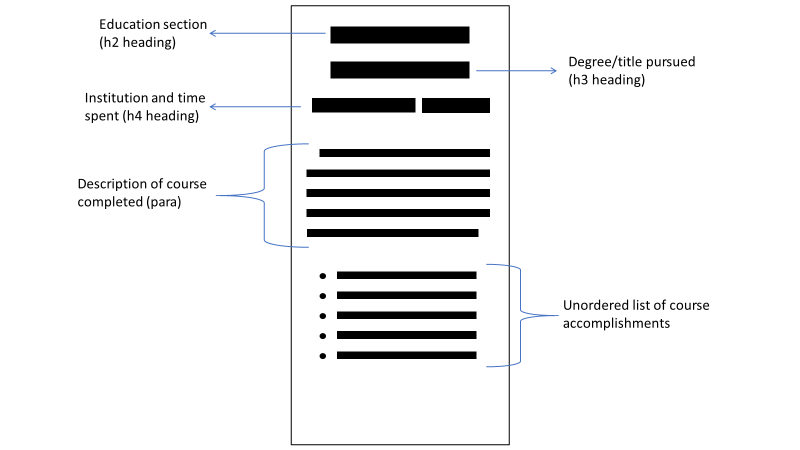 Education section
(h2 heading)
Degree/title pursued
(h3 heading)
Institution and time
spent (h4 heading)
Description of course
completed (para)
Unordered list of course
accomplishments